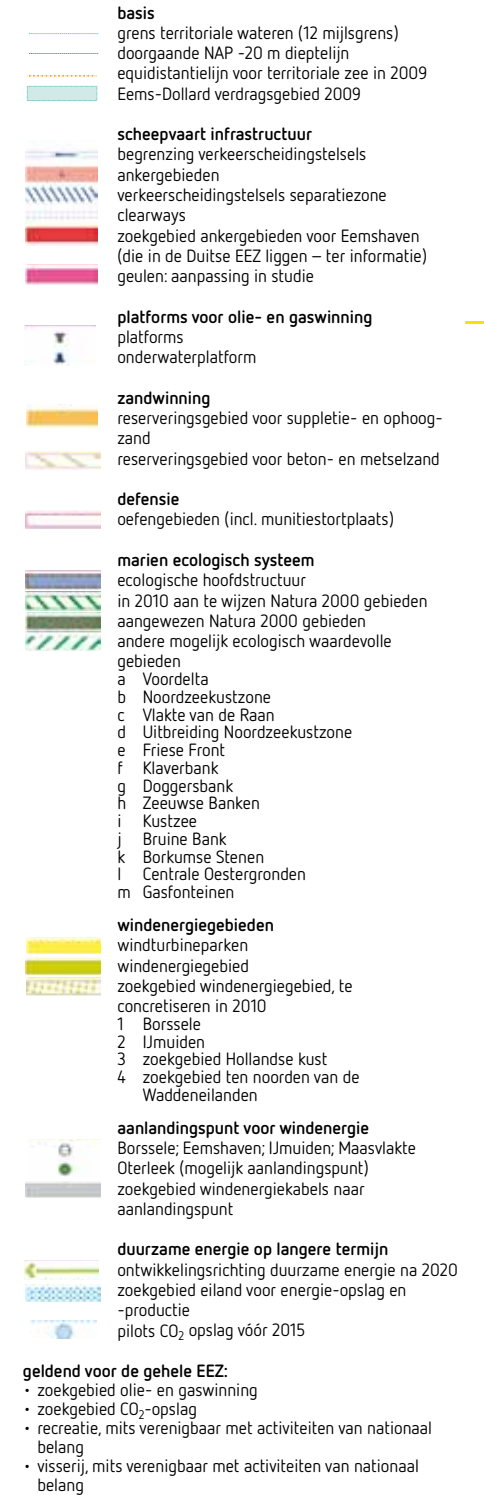 basis
grens territoriale wateren (12 mijlsgrens)
doorgaande NAP -20 m dieptelijn
equidistantielijn voor territoriale zee in 2009
Eems-Dollard verdragsgebied 2009
scheepvaart infrastructuur
begrenzing verkeerscheidingstelsels
ankergebieden
verkeerscheidingstelsels separatiezone
clearways
zoekgebied ankergebieden voor Eemshaven
(die in de Duitse EEZ liggen – ter informatie)
geulen: aanpassing in studie
platforms voor olie- en gaswinning
platforms
onderwaterplatform
zandwinning
reserveringsgebied voor suppletie- en ophoog-
zand
reserveringsgebied voor beton- en metselzand
defensie
oefengebieden (incl. munitiestortplaats)
marien ecologisch systeem
ecologische hoofdstructuur
in 2010 aan te wijzen Natura 2000 gebieden
aangewezen Natura 2000 gebieden
andere mogelijk ecologisch waardevolle
gebieden
a Voordelta
b Noordzeekustzone
c Vlakte van de Raan
d Uitbreiding Noordzeekustzone
e Friese Front
f Klaverbank
g Doggersbank
h Zeeuwse Banken
i Kustzee
j Bruine Bank
k Borkumse Stenen
l Centrale Oestergronden
m Gasfonteinen
windenergiegebieden
windturbineparken
windenergiegebied
zoekgebied windenergiegebied, te
concretiseren in 2010
1 Borssele
2 IJmuiden
3 zoekgebied Hollandse kust
4 zoekgebied ten noorden van de
Waddeneilanden
aanlandingspunt voor windenergie
Borssele; Eemshaven; IJmuiden; Maasvlakte
Oterleek (mogelijk aanlandingspunt)
zoekgebied windenergiekabels naar
aanlandingspunt
duurzame energie op langere termijn
ontwikkelingsrichting duurzame energie na 2020
zoekgebied eiland voor energie-opslag en
-productie
pilots CO₂ opslag vóór 2015
geldend voor de gehele EEZ:
• zoekgebied olie- en gaswinning
• zoekgebied CO₂-opslag
• recreatie, mits verenigbaar met activiteiten van nationaal
belang
• visserij, mits verenigbaar met activiteiten van nationaal
belang